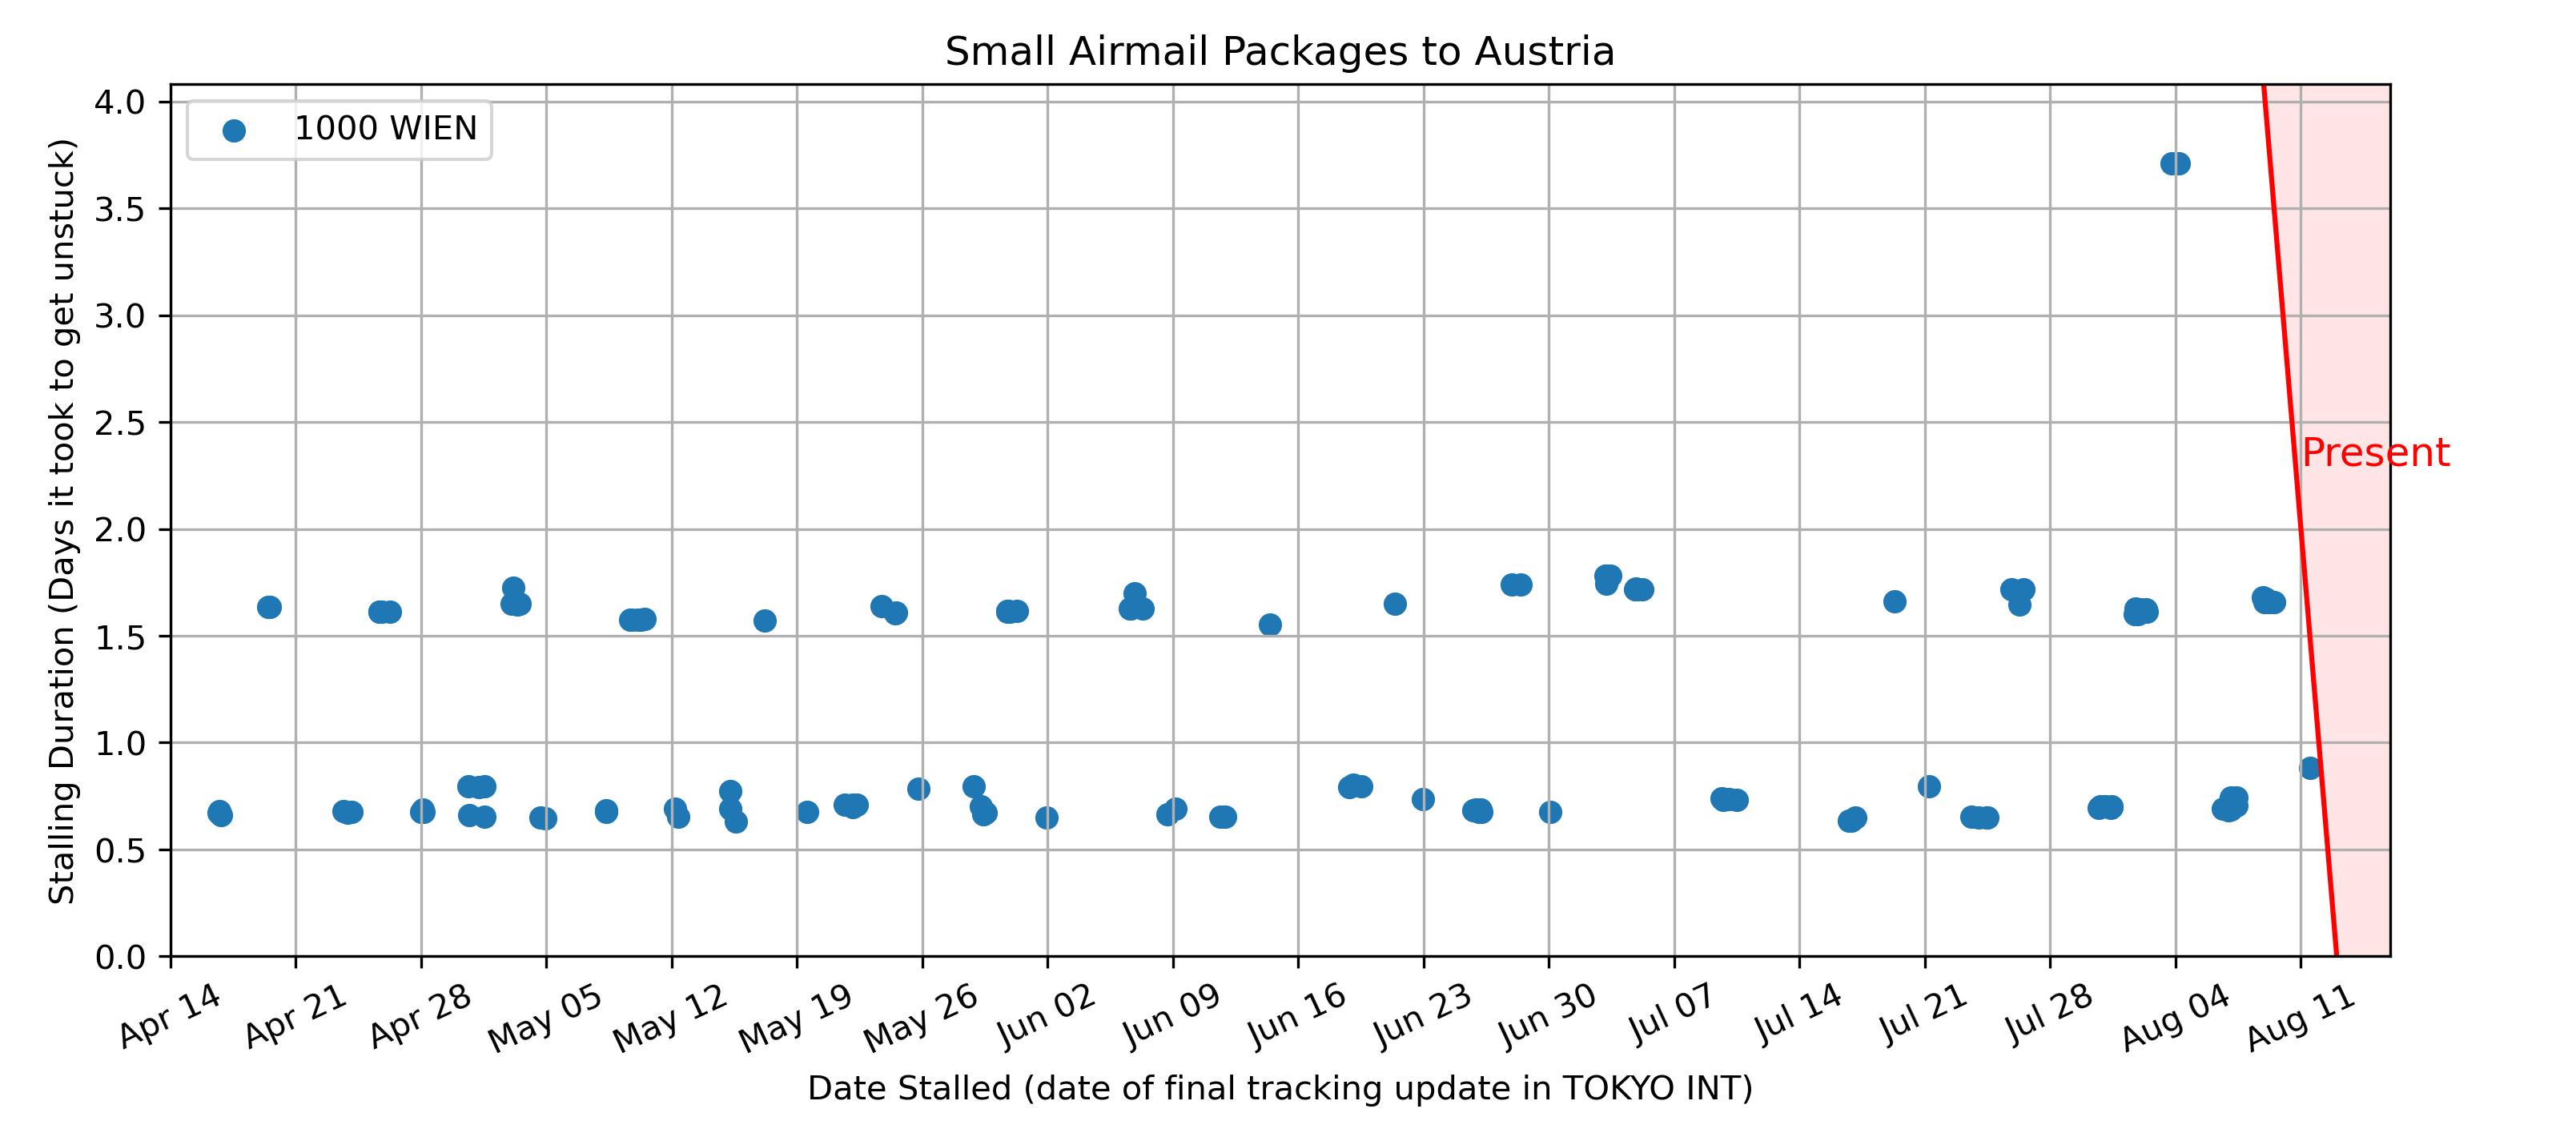 Small Airmail Packages to Austria
1000 WIEN
Stalling Duration (Days it took to get unstuck)
4.0
3.5
3.0
2.5
2.0
1.5
1.0
0.5
0.0
Present
Apr 14
Apr 21
Apr 28
May 05
May 12
May 19
May 26
Jun 02
Jun 09
Jun 16
Jun 23
Jun 30
Jul 07
Jul 14
Jul 21
Jul 28
Aug 04
Aug 11
Date Stalled (date of final tracking update in TOKYO INT)